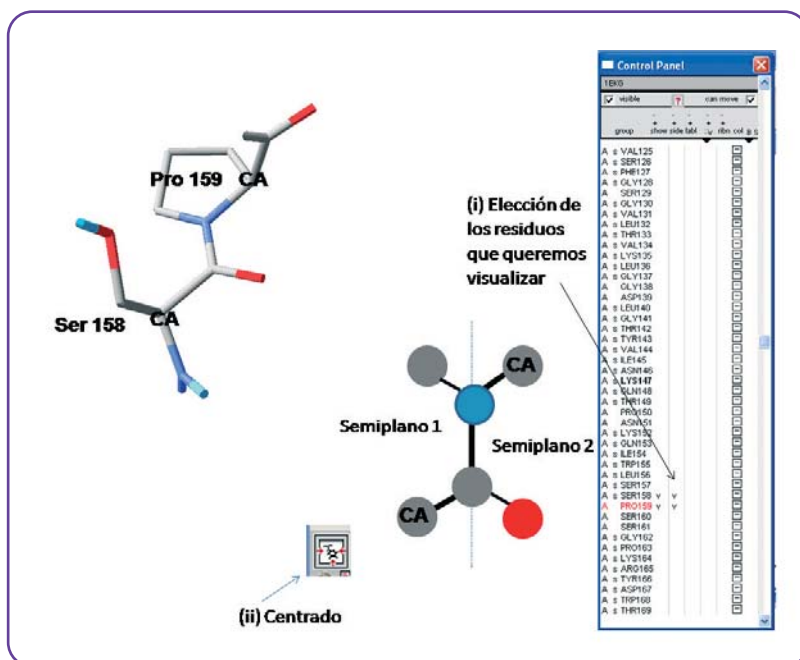 Pro 159
CA
Ser 158
CA
(i) Elección de
los residuos
que queremos
visualizar
CA
Semiplano 1
Semiplano 2
CA
(ii) Centrado
Control Panel
visible ? can move
group show side labl ribn col
A s VAL125
A s SER126
A s PHE127
A s GLY128
A SER129
A s GLY130
A s VAL131
A s LEU132
A s THR133
A s VAL134
A s LYS135
A s LEU136
A s GLY137
A GLY138
A ASP139
A s LEU140
A s GLY141
A s THR142
A s TYR143
A s VAL144
A s ILE145
A s ASN146
A s LYS147
A s GLN148
A s THR149
A PRO150
A ASN151
A s LYS152
A s GLN153
A s ILE154
A s TRP155
A s LEU156
A s SER157
A s SER158 v v
A PRO159 v v
A SER160
A SER161
A s GLY162
A s PRO163
A s LYS164
A s ARG165
A s TYR166
A s ASP167
A s TRP168
A s THR169